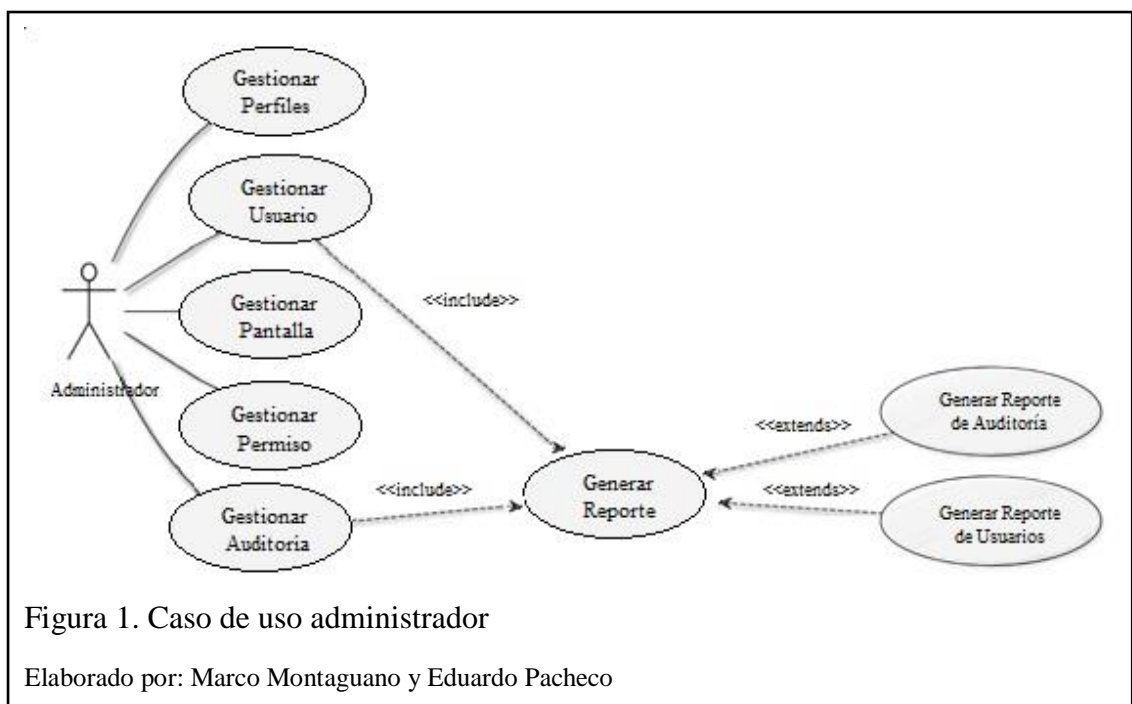 Gestionar
Perfiles
Gestionar
Usuario
<<include>>
Gestionar
Pantalla
Administrador
Generar Reporte
de Auditoría
<<extends>>
Gestionar
Permiso
Generar
Reporte
<<include>>
<<extends>>
Gestionar
Auditoria
Generar Reporte
de Usuarios
Figura 1. Caso de uso administrador
Elaborado por: Marco Montaguano y Eduardo Pacheco